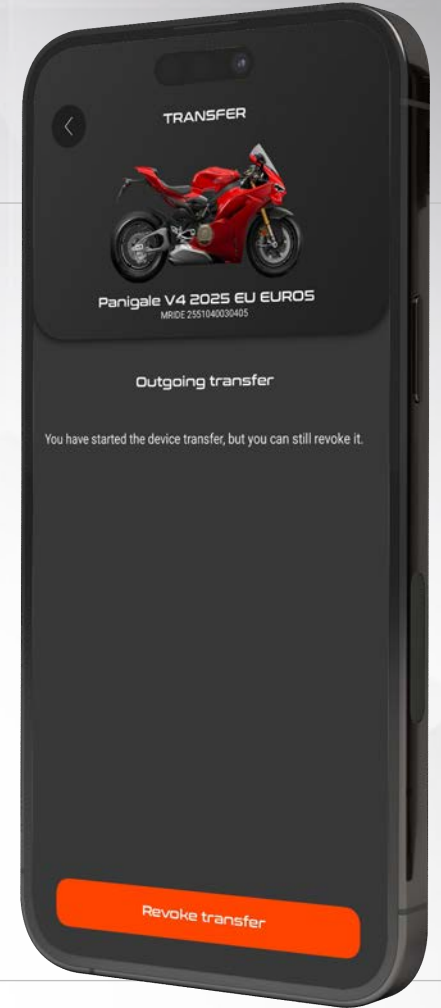 TRANSFER
Panigale V4 2025 EU EURO5
MRIDE 2551040030405
Outgoing transfer
You have started the device transfer, but you can still revoke it.
Revoke transfer